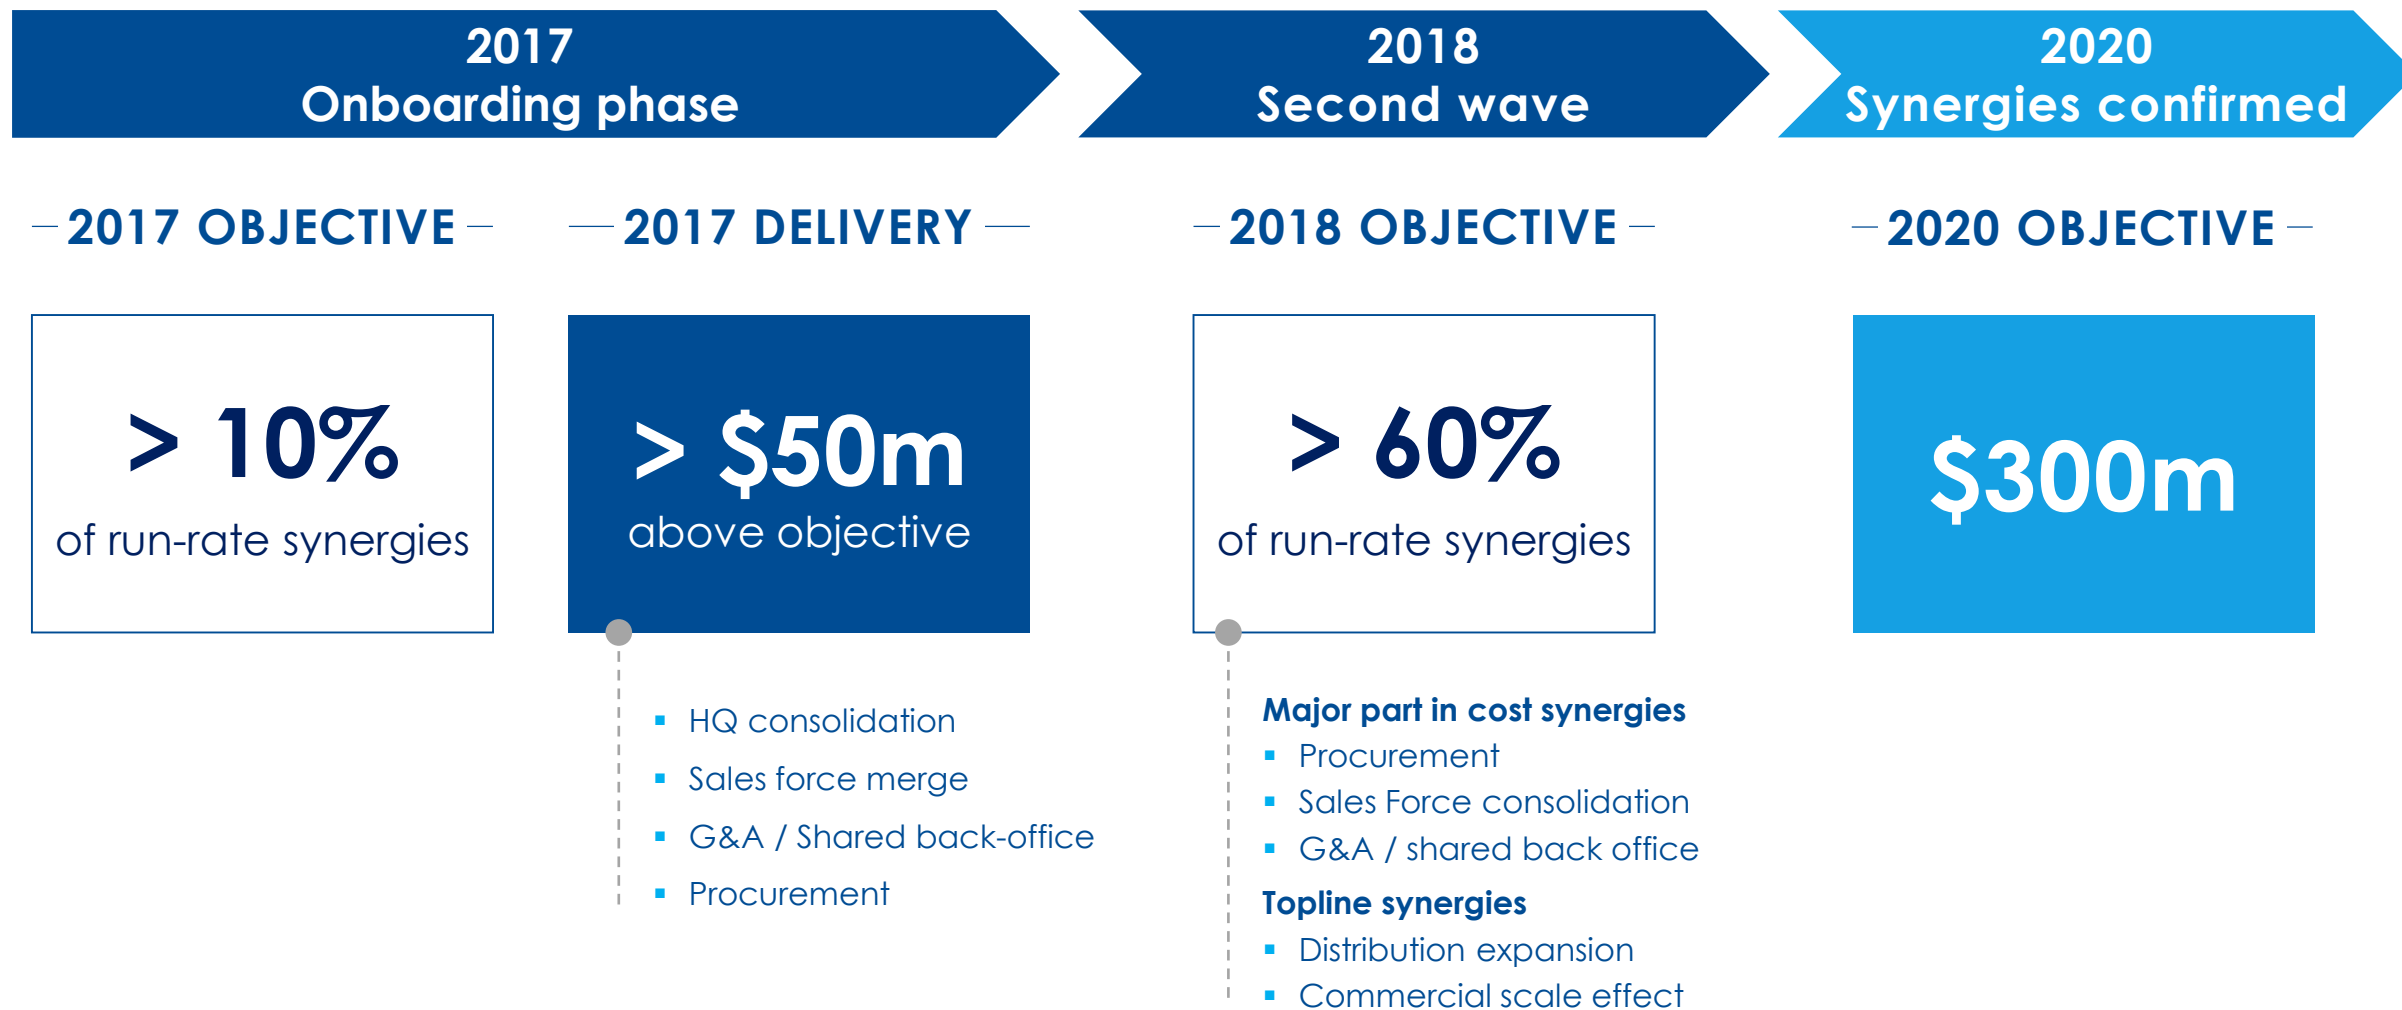 2017
Onboarding phase
2018
Second wave
2020
Synergies confirmed
2017 OBJECTIVE
2017 DELIVERY
2018 OBJECTIVE
2020 OBJECTIVE
> 10%
of run-rate synergies
> $50m
above objective
> 60%
of run-rate synergies
$300m
▪ HQ consolidation
▪ Sales force merge
▪ G&A / Shared back-office
▪ Procurement
Major part in cost synergies
▪ Procurement
▪ Sales Force consolidation
▪ G&A / shared back office
Topline synergies
▪ Distribution expansion
▪ Commercial scale effect